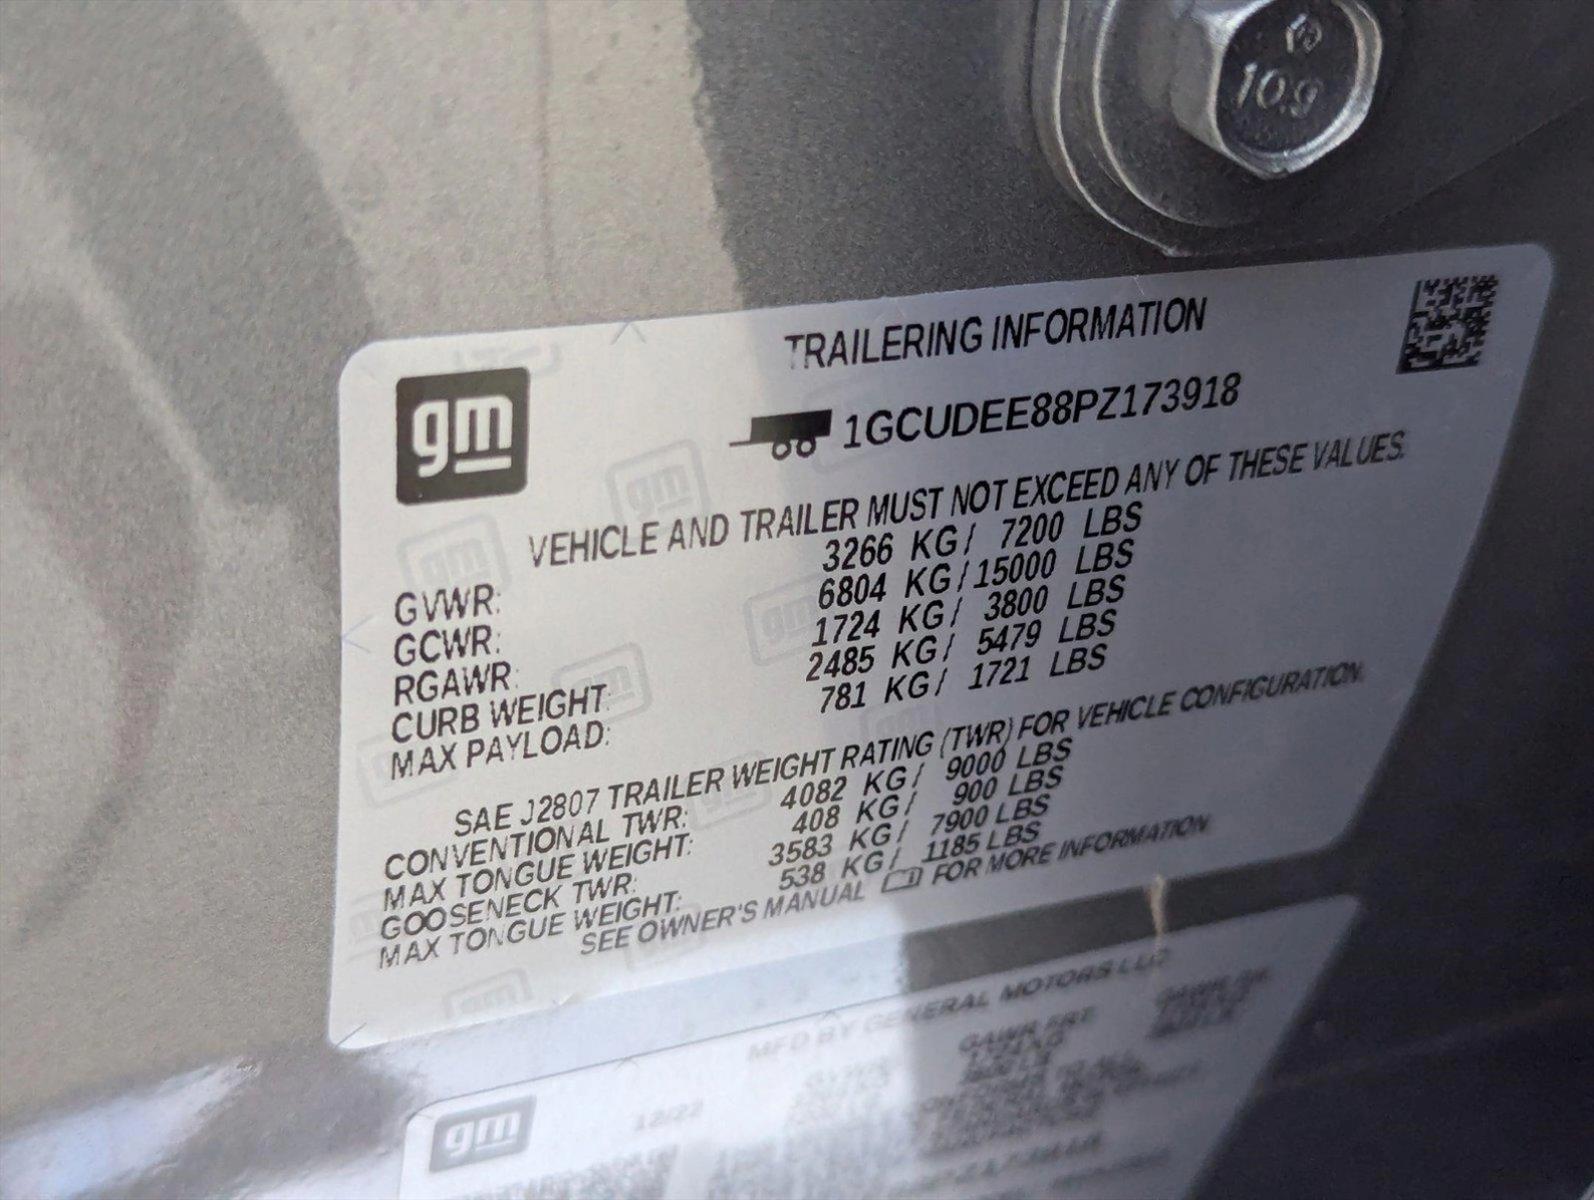 10.9
TRAILERING INFORMATION
gm
1GCUDEE88PZ173918
VEHICLE AND TRAILER MUST NOT EXCEED ANY OF THESE VALUES.
GVWR: 3266 KG/ 7200 LBS
GCWR: 6804 KG/15000 LBS
RGAWR: 1724 KG/ 3800 LBS
CURB WEIGHT: 2485 KG/ 5479 LBS
MAX PAYLOAD: 781 KG/ 1721 LBS
SAE J2807 TRAILER WEIGHT RATING (TWR) FOR VEHICLE CONFIGURATION.
CONVENTIONAL TWR: 4082 KG/ 9000 LBS
MAX TONGUE WEIGHT: 408 KG/ 900 LBS
GOOSENECK TWR: 3583 KG/ 7900 LBS
MAX TONGUE WEIGHT: 538 KG/ 1185 LBS
SEE OWNER'S MANUAL FOR MORE INFORMATION
MFD BY GENERAL MOTORS LLC
gm
12/22
GAWR FRT